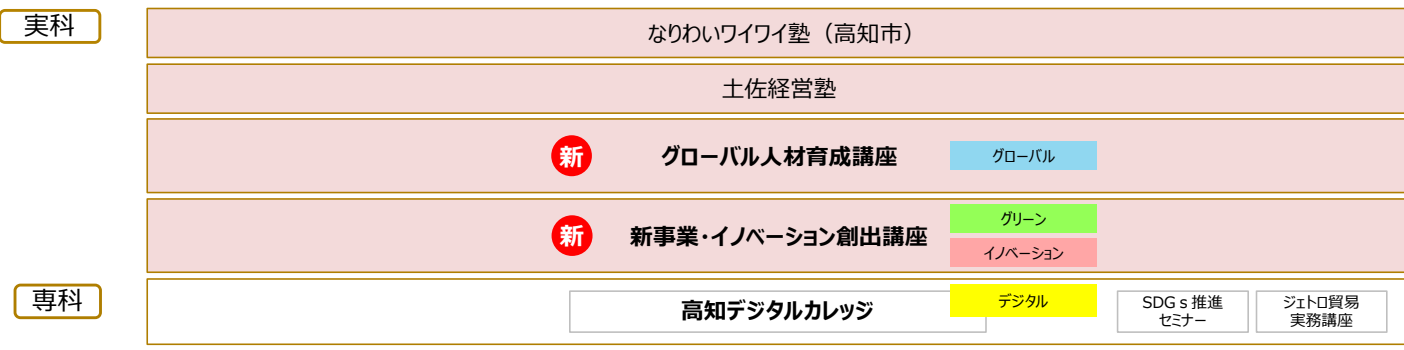 実科
なりわいワイワイ塾（高知市）
土佐経営塾
新 グローバル人材育成講座 グローバル
新 新事業・イノベーション創出講座
グリーン
イノベーション
専科
高知デジタルカレッジ デジタル
SDGｓ推進
セミナー
ジェトロ貿易
実務講座